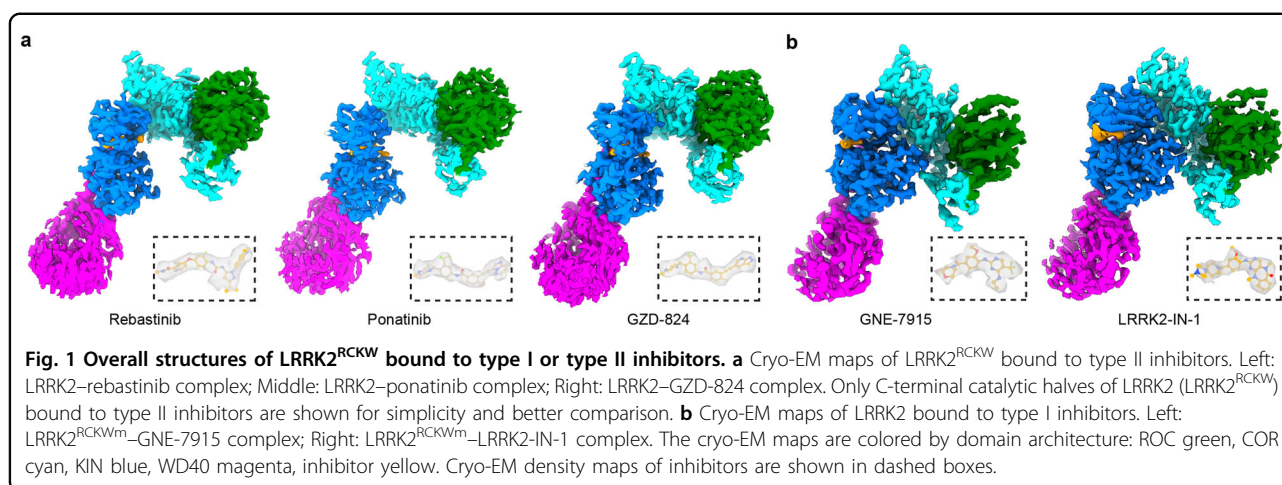 a
b
Rebastinib
Ponatinib
GZD-824
GNE-7915
LRRK2-IN-1
Fig. 1 Overall structures of LRRK2RCKW bound to type I or type II inhibitors. a Cryo-EM maps of LRRK2RCKW bound to type II inhibitors. Left:
LRRK2–rebastinib complex; Middle: LRRK2–ponatinib complex; Right: LRRK2–GZD-824 complex. Only C-terminal catalytic halves of LRRK2 (LRRK2RCKW)
bound to type II inhibitors are shown for simplicity and better comparison. b Cryo-EM maps of LRRK2 bound to type I inhibitors. Left:
LRRK2RCKWm–GNE-7915 complex; Right: LRRK2RCKWm–LRRK2-IN-1 complex. The cryo-EM maps are colored by domain architecture: ROC green, COR
cyan, KIN blue, WD40 magenta, inhibitor yellow. Cryo-EM density maps of inhibitors are shown in dashed boxes.